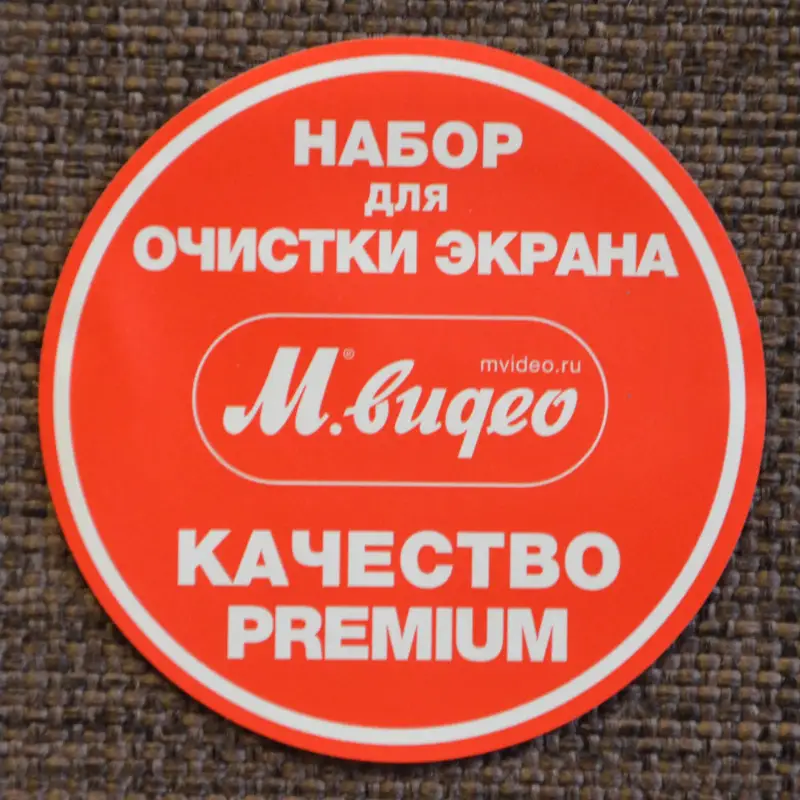 НАБОР
для
ОЧИСТКИ ЭКРАНА
mvideo.ru
М.®видео
КАЧЕСТВО
PREMIUM